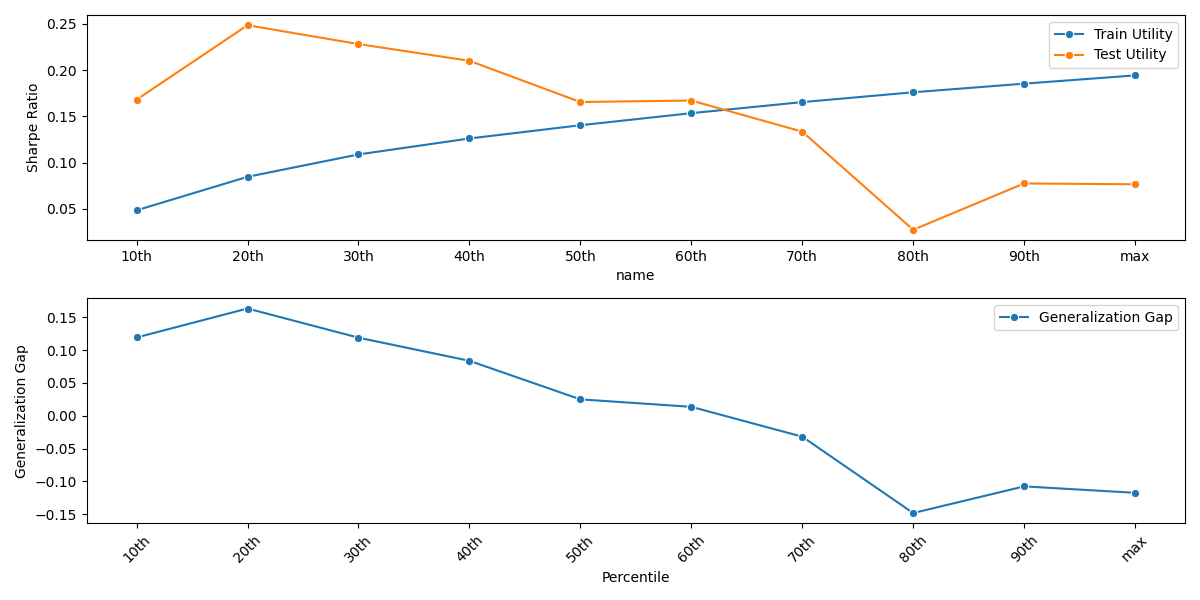 0.25
0.20
0.15
0.10
0.05
Sharpe Ratio
Train Utility
Test Utility
10th 20th 30th 40th 50th 60th 70th 80th 90th max
name
0.15
0.10
0.05
0.00
−0.05
−0.10
−0.15
Generalization Gap
Generalization Gap
10th 20th 30th 40th 50th 60th 70th 80th 90th max
Percentile